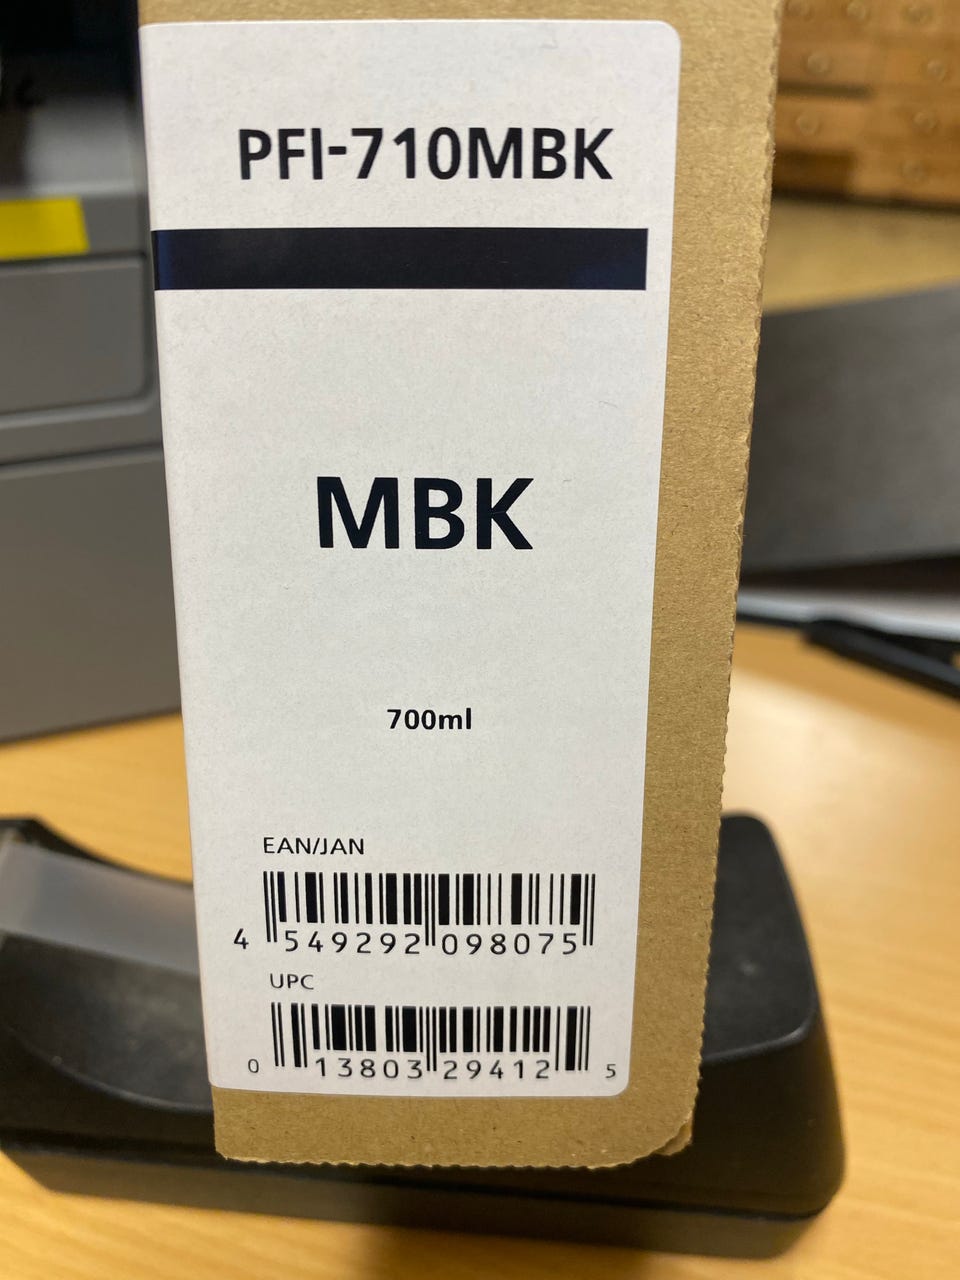 PFI-710MBK
MBK
700ml
EAN/JAN
4 549292 098075
UPC
0 13803 29412 5